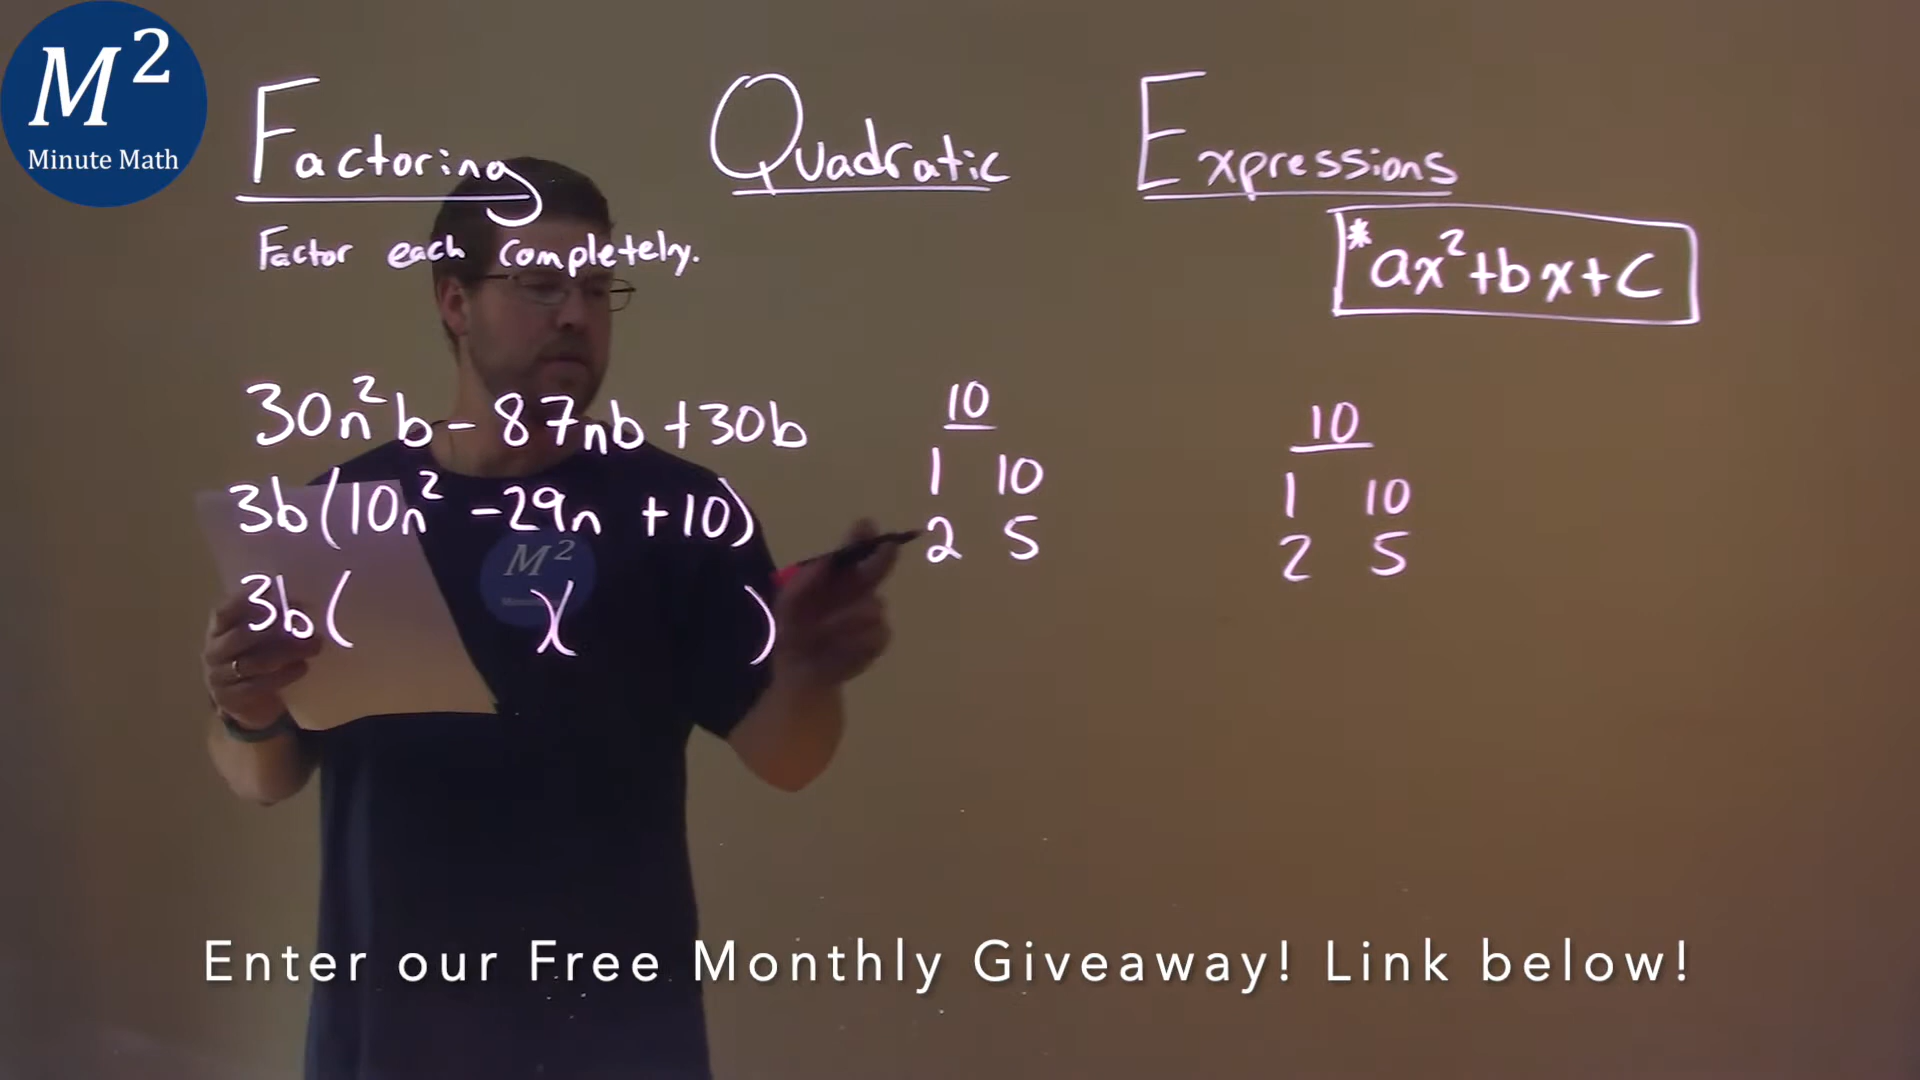 M²
Minute Math
Factoring Quadratic Expressions
Factor each completely.
*ax²+bx+c
30n²b-87nb+30b
3b(10n²-29n+10)
3b( )( )
10
1 10
2 5
10
1 10
2 5
M²
Enter our Free Monthly Giveaway! Link below!